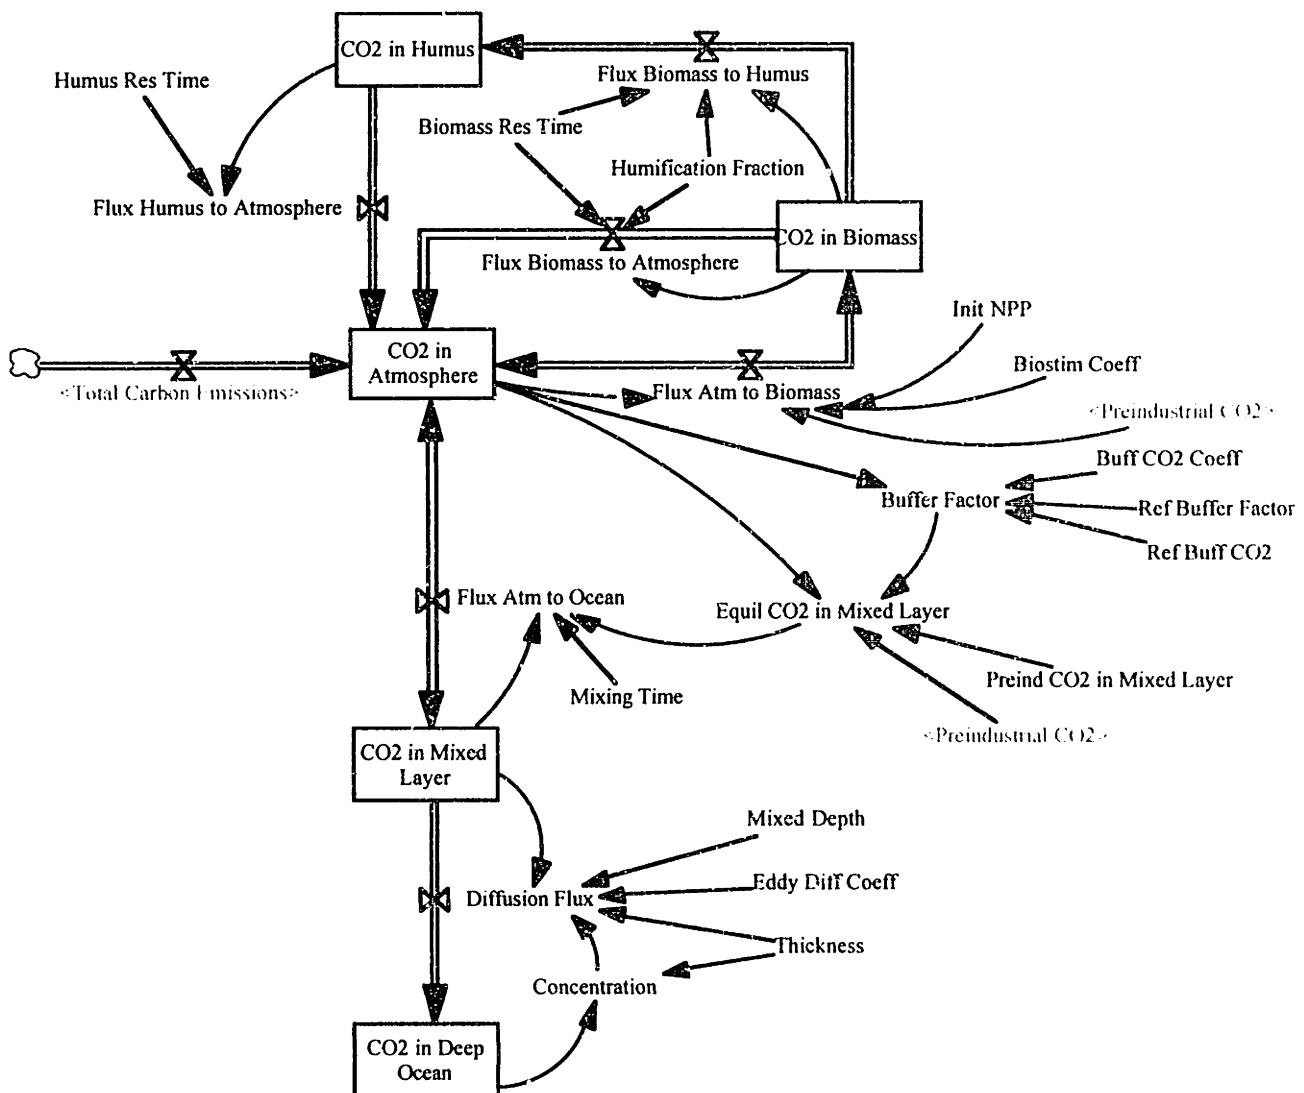 CO2 in Humus
Humus Res Time
Flux Biomass to Humus
Biomass Res Time
Humification Fraction
Flux Humus to Atmosphere
CO2 in Biomass
Flux Biomass to Atmosphere
Init NPP
CO2 in
Atmosphere
Biostim Coeff
<Total Carbon Emissions>
Flux Atm to Biomass
<Preindustrial CO2>
Buff CO2 Coeff
Buffer Factor
Ref Buffer Factor
Ref Buff CO2
Flux Atm to Ocean
Equil CO2 in Mixed Layer
Preind CO2 in Mixed Layer
Mixing Time
<Preindustrial CO2>
CO2 in Mixed
Layer
Mixed Depth
Eddy Diff Coeff
Diffusion Flux
Thickness
Concentration
CO2 in Deep
Ocean